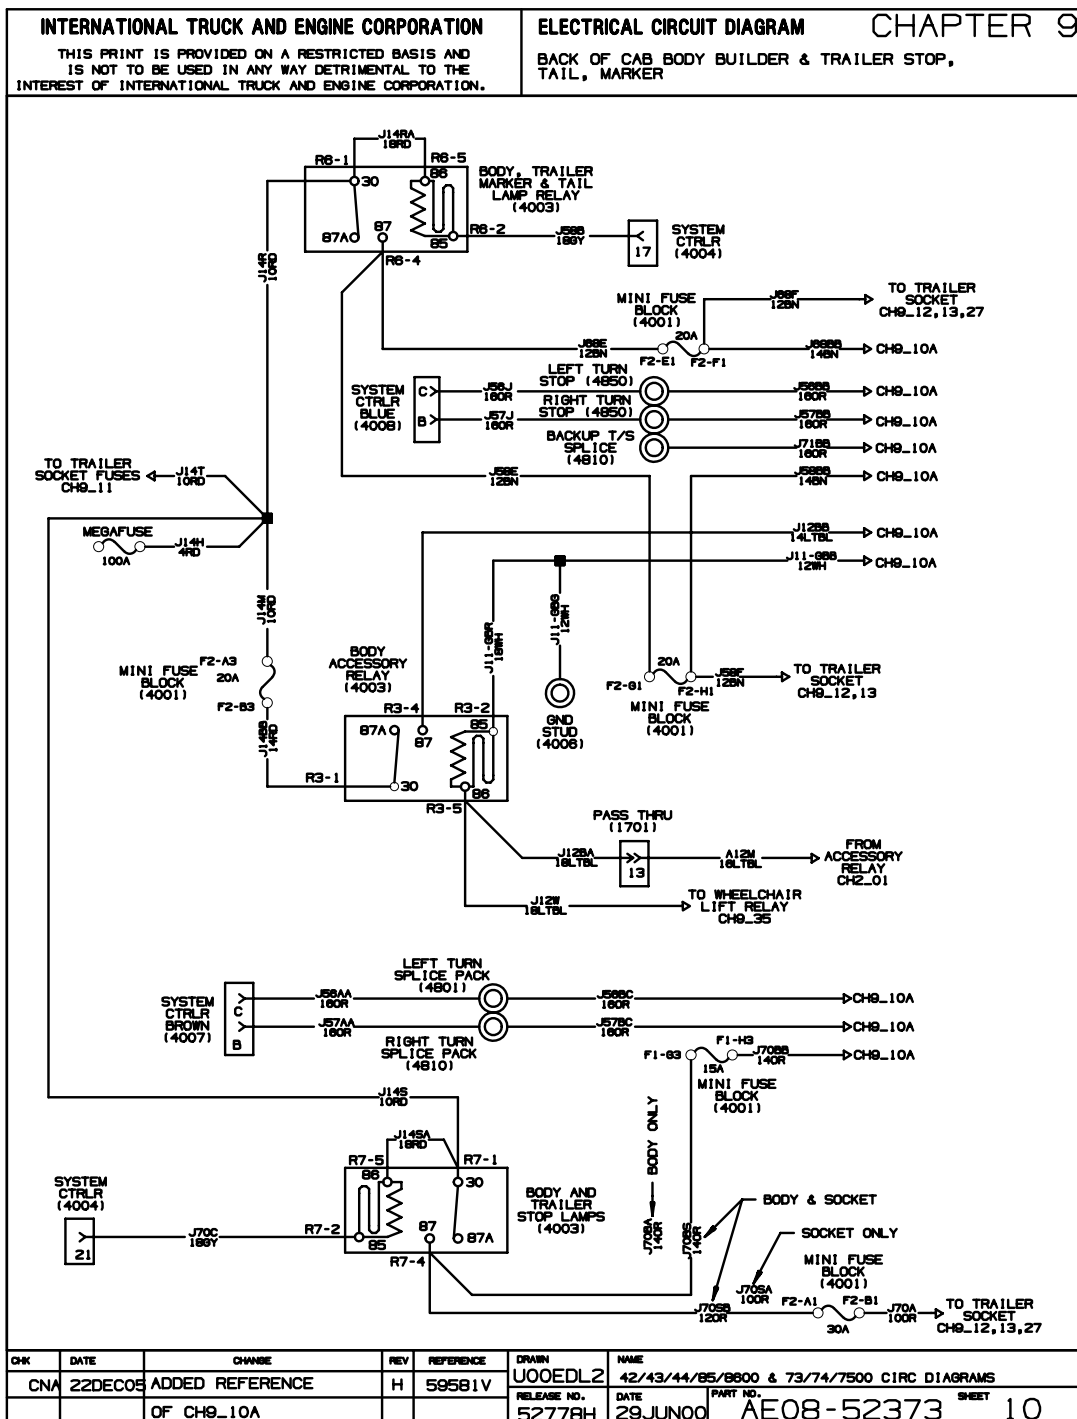 INTERNATIONAL TRUCK AND ENGINE CORPORATION
THIS PRINT IS PROVIDED ON A RESTRICTED BASIS AND
IS NOT TO BE USED IN ANY WAY DETRIMENTAL TO THE
INTEREST OF INTERNATIONAL TRUCK AND ENGINE CORPORATION.
ELECTRICAL CIRCUIT DIAGRAM
CHAPTER 9
BACK OF CAB BODY BUILDER & TRAILER STOP,
TAIL, MARKER
J14RA
18RD
R6-1
R6-5
30
86
87
87A
85
R6-2
R6-4
BODY, TRAILER
MARKER & TAIL
LAMP RELAY
(4003)
J14R
10RD
17
SYSTEM
CTRLR
(4004)
MINI FUSE
BLOCK
(4001)
20A
F2-E1
F2-F1
12BN
12BN
14BN
TO TRAILER
SOCKET
CH9_12,13,27
CH9_10A
SYSTEM
CTRLR
BLUE
(4008)
C
B
J56J
16OR
J57J
16OR
LEFT TURN
STOP (4850)
RIGHT TURN
STOP (4850)
BACKUP T/S
SPLICE
(4810)
J56BB
16OR
CH9_10A
J57BB
16OR
CH9_10A
J71BB
16OR
CH9_10A
12BN
14BN
CH9_10A
TO TRAILER
SOCKET FUSES
CH9_11
J14T
10RD
MEGAFUSE
100A
J14H
4RD
J12BB
14LTBL
CH9_10A
J11-GBB
12WH
CH9_10A
J14M
10RD
J11-GBR
18WH
J11-GBG
12WH
MINI FUSE
BLOCK
(4001)
F2-A3
20A
F2-B3
J14BB
14RD
BODY
ACCESSORY
RELAY
(4003)
R3-4
R3-2
87A
87
85
30
86
R3-1
R3-5
GND
STUD
(4006)
20A
F2-G1
F2-H1
MINI FUSE
BLOCK
(4001)
12BN
TO TRAILER
SOCKET
CH9_12,13
PASS THRU
(1701)
13
J12BA
18LTBL
A12M
18LTBL
FROM
ACCESSORY
RELAY
CH2_01
J12W
18LTBL
TO WHEELCHAIR
LIFT RELAY
CH9_35
LEFT TURN
SPLICE PACK
(4801)
SYSTEM
CTRLR
BROWN
(4007)
C
B
J56AA
16OR
J57AA
16OR
J56BC
16OR
CH9_10A
J57BC
16OR
CH9_10A
RIGHT TURN
SPLICE PACK
(4810)
F1-G3
F1-H3
15A
J70BB
14OR
CH9_10A
MINI FUSE
BLOCK
(4001)
J14S
10RD
J14SA
18RD
R7-5
R7-1
86
30
87
87A
85
R7-2
R7-4
BODY AND
TRAILER
STOP LAMPS
(4003)
SYSTEM
CTRLR
(4004)
21
J70C
18GY
BODY ONLY
J70BA
14OR
J70BS
14OR
BODY & SOCKET
SOCKET ONLY
MINI FUSE
BLOCK
(4001)
J70SA
10OR
J70SB
12OR
F2-A1
F2-B1
30A
J70A
10OR
TO TRAILER
SOCKET
CH9_12,13,27
CHK DATE CHANGE REV REFERENCE
CNA 22DEC05 ADDED REFERENCE H 59581V
OF CH9_10A
DRAWN
U00EDL2
NAME
42/43/44/85/8600 & 73/74/7500 CIRC DIAGRAMS
RELEASE NO.
52778H
DATE
29JUN00
PART NO.
AE08-52373
SHEET
10